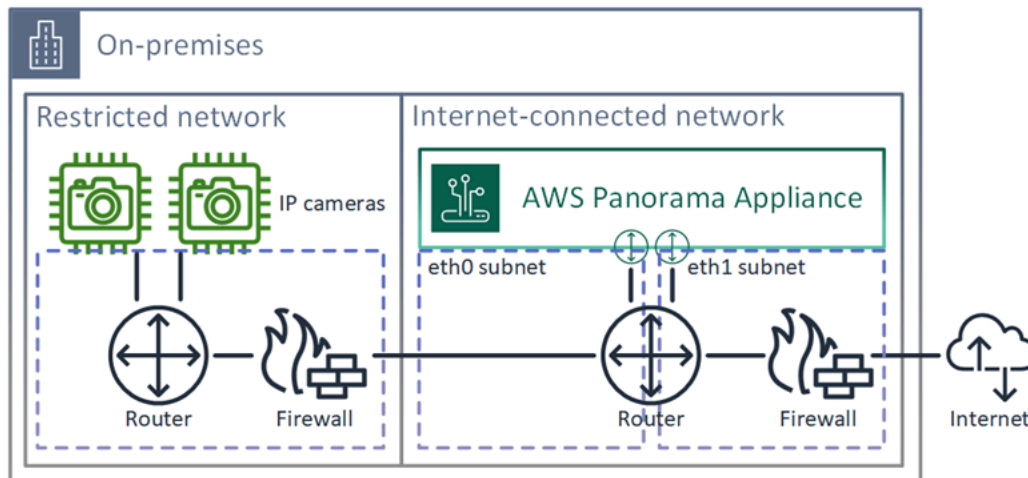 On-premises
Restricted network
Internet-connected network
IP cameras
AWS Panorama Appliance
eth0 subnet
eth1 subnet
Router
Firewall
Router
Firewall
Internet